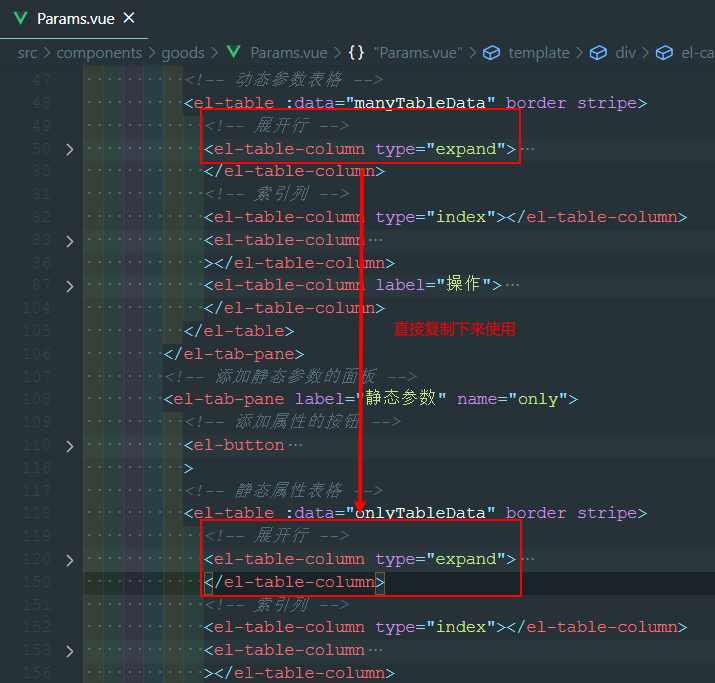 Params.vue ×
src > components > goods > Params.vue > {} "Params.vue" > template > div > el-ca
47 <!-- 动态参数表格 -->
48 <el-table :data="manyTableData" border stripe>
49 <!-- 展开行 -->
50 <el-table-column type="expand">…
80 </el-table-column>
81 <!-- 索引列 -->
82 <el-table-column type="index"></el-table-column>
83 <el-table-column…
86 ></el-table-column>
87 <el-table-column label="操作">…
104 </el-table-column>
105 </el-table>
直接复制下来使用
106 </el-tab-pane>
107 <!-- 添加静态参数的面板 -->
108 <el-tab-pane label="静态参数" name="only">
109 <!-- 添加属性的按钮 -->
110 <el-button…
116 >
117 <!-- 静态属性表格 -->
118 <el-table :data="onlyTableData" border stripe>
119 <!-- 展开行 -->
120 <el-table-column type="expand">…
150 </el-table-column>
151 <!-- 索引列 -->
152 <el-table-column type="index"></el-table-column>
153 <el-table-column…
156 ></el-table-column>